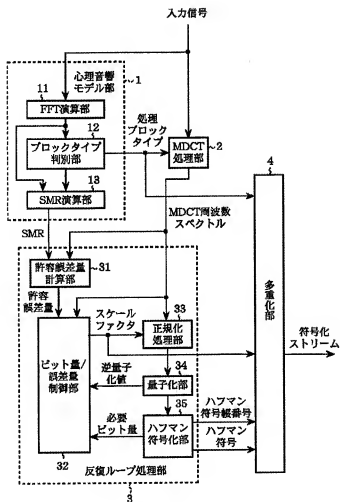 入力信号
心理音響
モデル部
1
11
FFT演算部
12
ブロックタイプ
判別部
処理
ブロック
タイプ
MDCT
処理部
2
13
SMR演算部
4
SMR
MDCT周波数
スペクトル
許容誤差量
計算部
31
許容
誤差量
スケール
ファクタ
33
正規化
処理部
多重化部
符号化
ストリーム
ビット量/
誤差量
制御部
34
逆量子
化値
量子化部
35
必要
ビット量
ハフマン
符号化部
ハフマン
符号帳番号
ハフマン
符号
32
反復ループ処理部
3